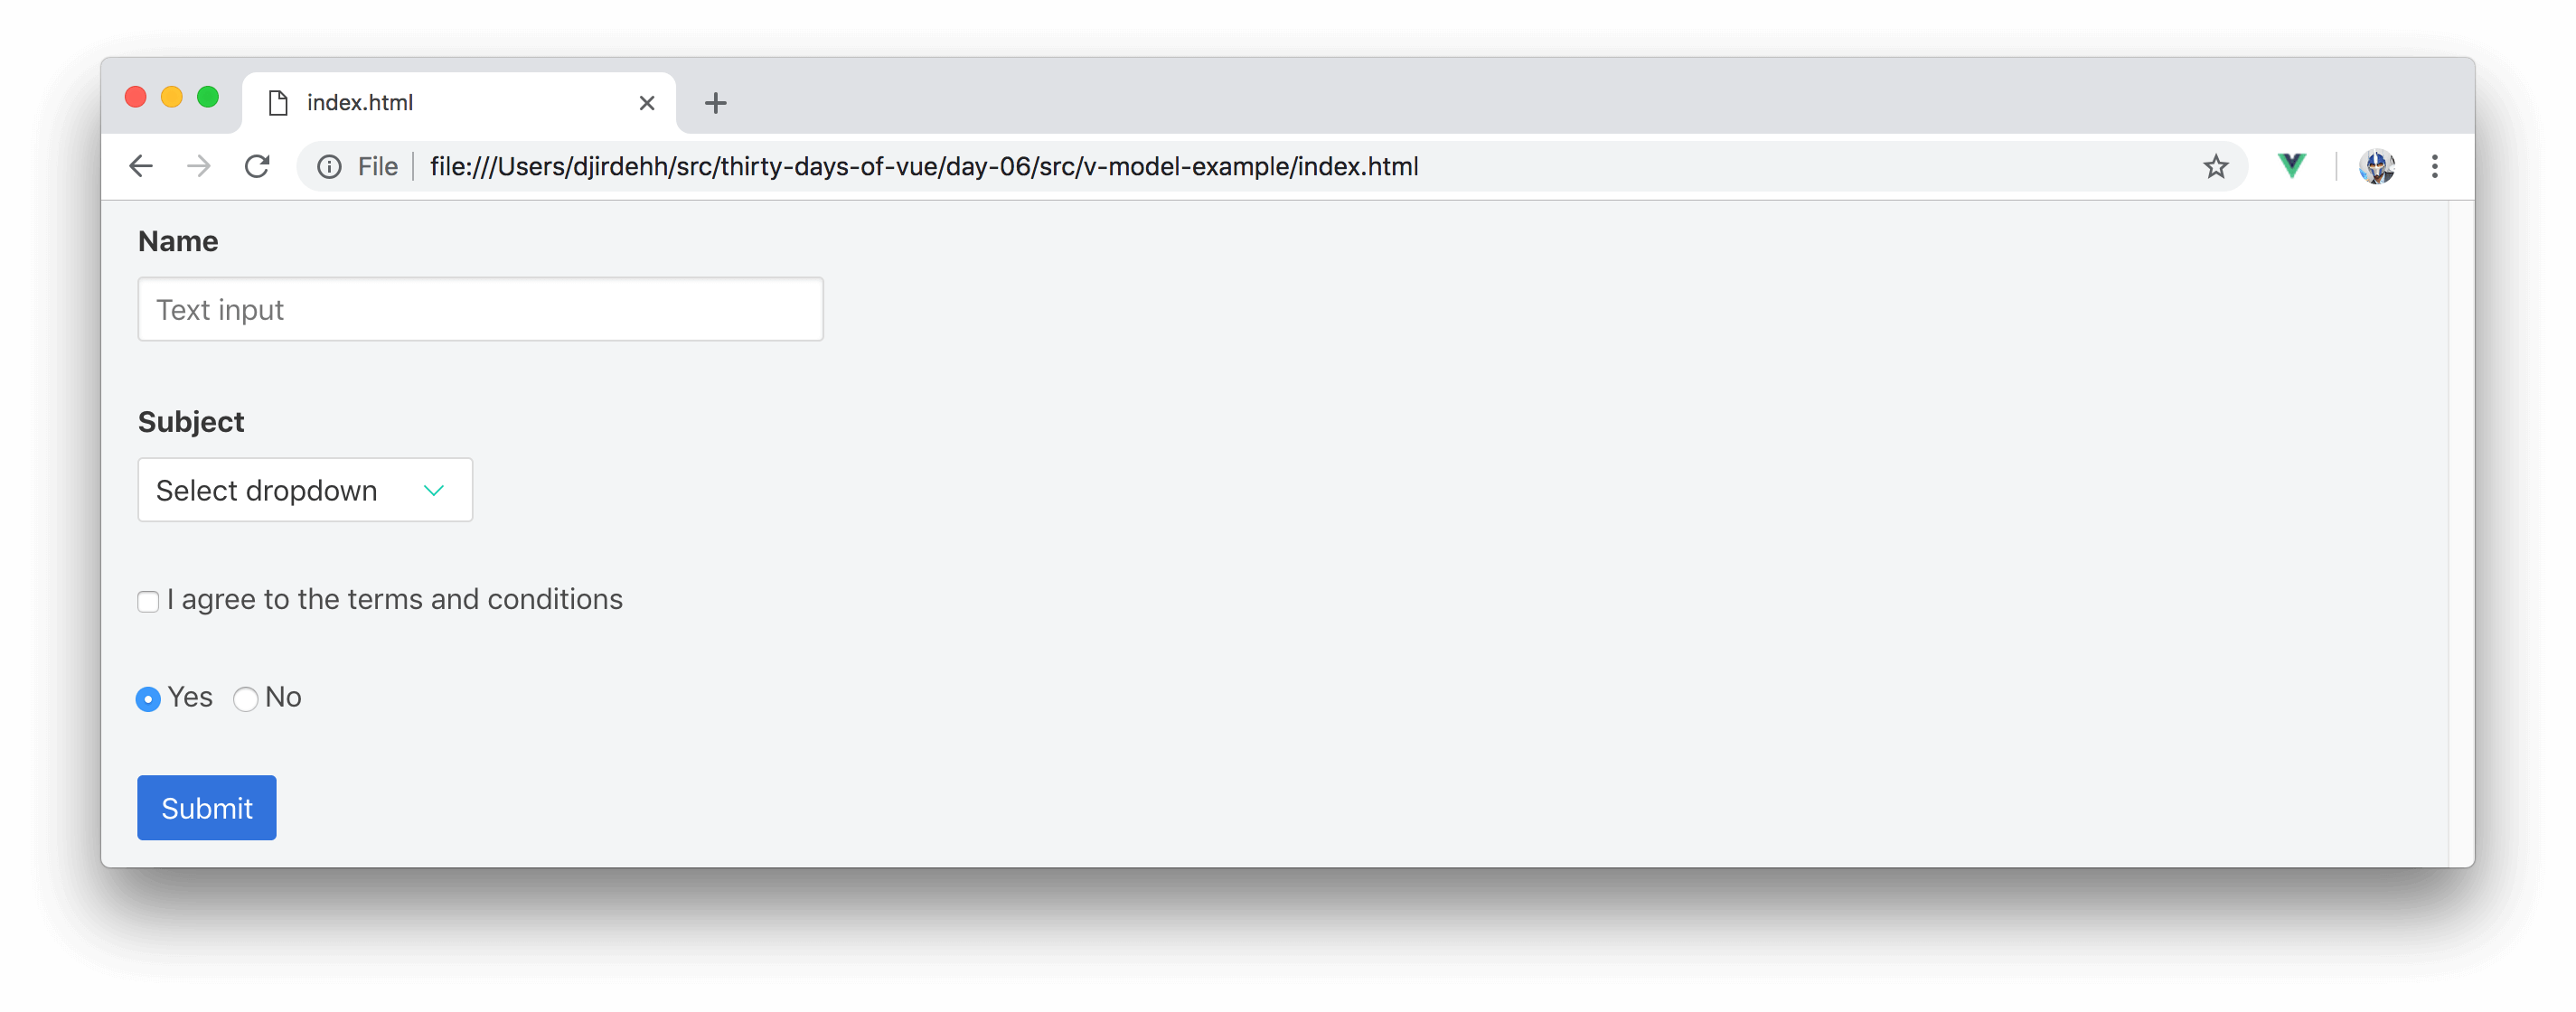 index.html
File file:///Users/djirdehh/src/thirty-days-of-vue/day-06/src/v-model-example/index.html
Name
Text input
Subject
Select dropdown
I agree to the terms and conditions
Yes No
Submit